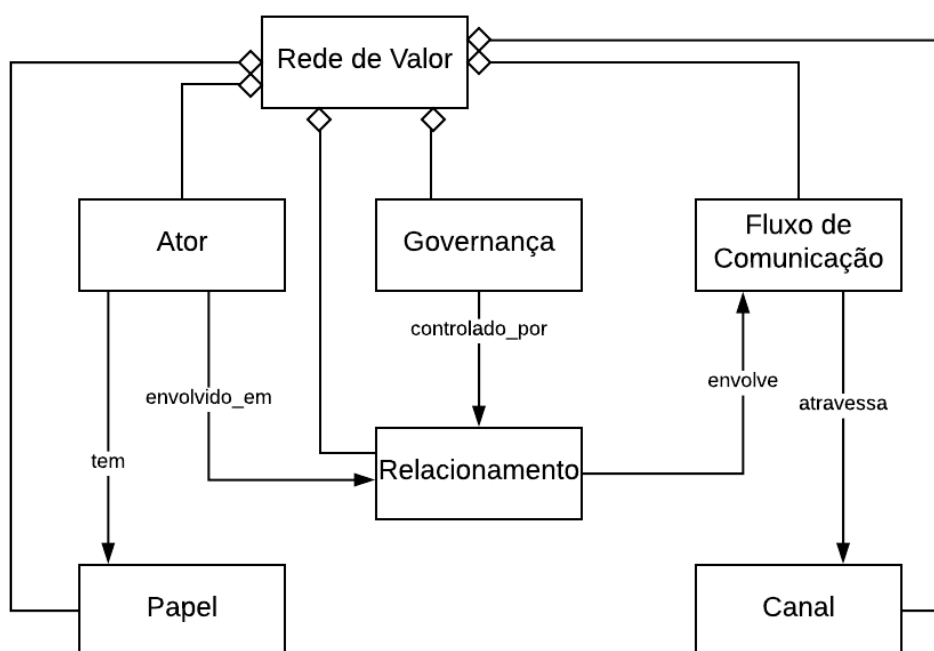 Rede de Valor
Ator
Governança
Fluxo de
Comunicação
controlado_por
envolve
envolvido_em
atravessa
tem
Relacionamento
Papel
Canal